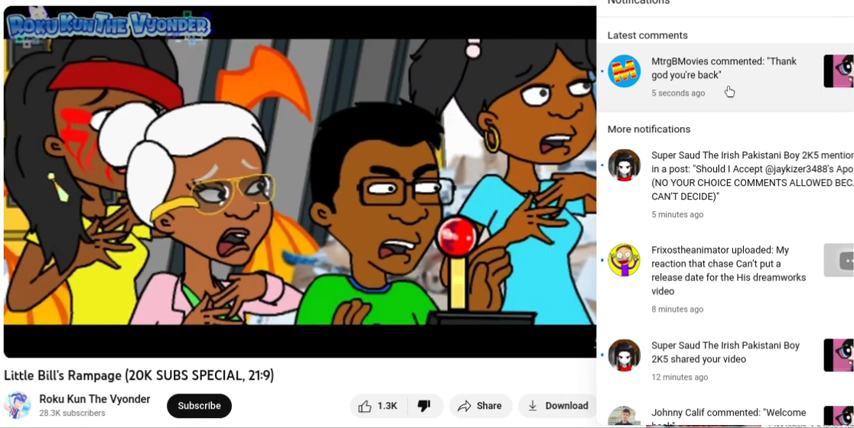 ROKU KUN THE VYONDER
Notifications
Latest comments
MtrgBMovies commented: "Thank
god you're back"
5 seconds ago
More notifications
Super Saud The Irish Pakistani Boy 2K5 mention
in a post: "Should I Accept @jaykizer3488's Apo
(NO YOUR CHOICE COMMENTS ALLOWED BEC
CAN'T DECIDE)"
5 minutes ago
Frixostheanimator uploaded: My
reaction that chase Can't put a
release date for the His dreamworks
video
8 minutes ago
Super Saud The Irish Pakistani Boy
2K5 shared your video
12 minutes ago
Johnny Calif commented: "Welcome
back"
Little Bill's Rampage (20K SUBS SPECIAL, 21:9)
Roku Kun The Vyonder
28.3K subscribers
Subscribe
1.3K
Share
Download